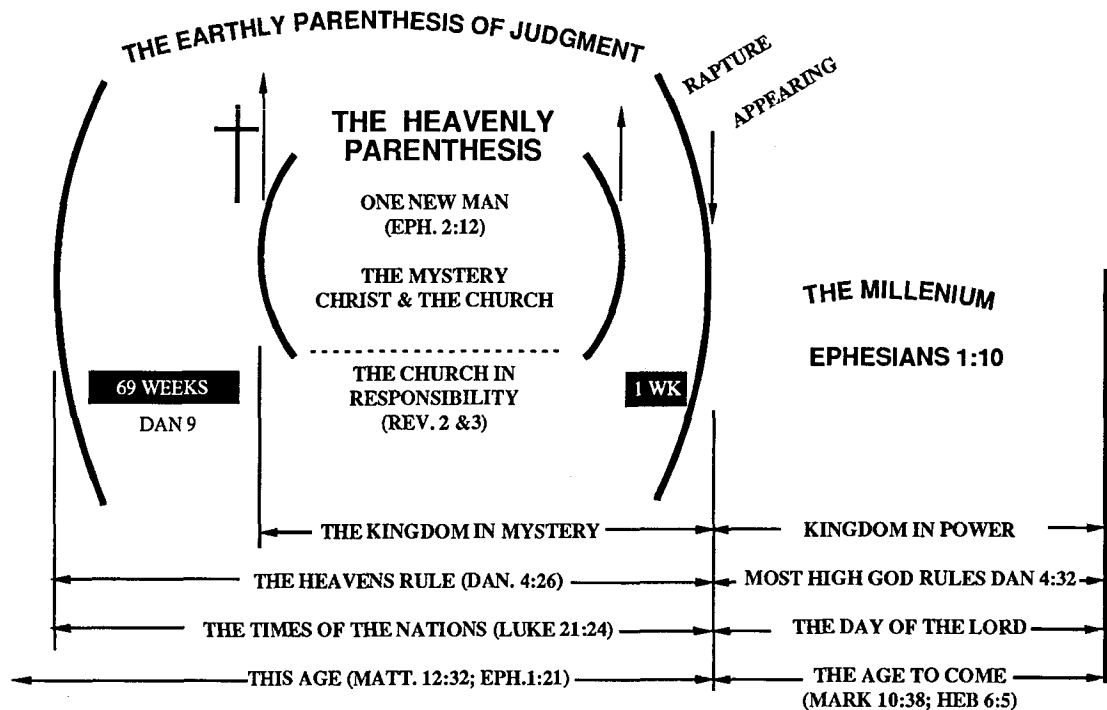 THE EARTHLY PARENTHESIS OF JUDGMENT
RAPTURE
APPEARING
THE HEAVENLY
PARENTHESIS
ONE NEW MAN
(EPH. 2:12)
THE MYSTERY
CHRIST & THE CHURCH
THE MILLENIUM
EPHESIANS 1:10
69 WEEKS
DAN 9
THE CHURCH IN
RESPONSIBILITY
(REV. 2 &3)
1 WK
THE KINGDOM IN MYSTERY
KINGDOM IN POWER
THE HEAVENS RULE (DAN. 4:26)
MOST HIGH GOD RULES DAN 4:32
THE TIMES OF THE NATIONS (LUKE 21:24)
THE DAY OF THE LORD
THIS AGE (MATT. 12:32; EPH.1:21)
THE AGE TO COME
(MARK 10:38; HEB 6:5)